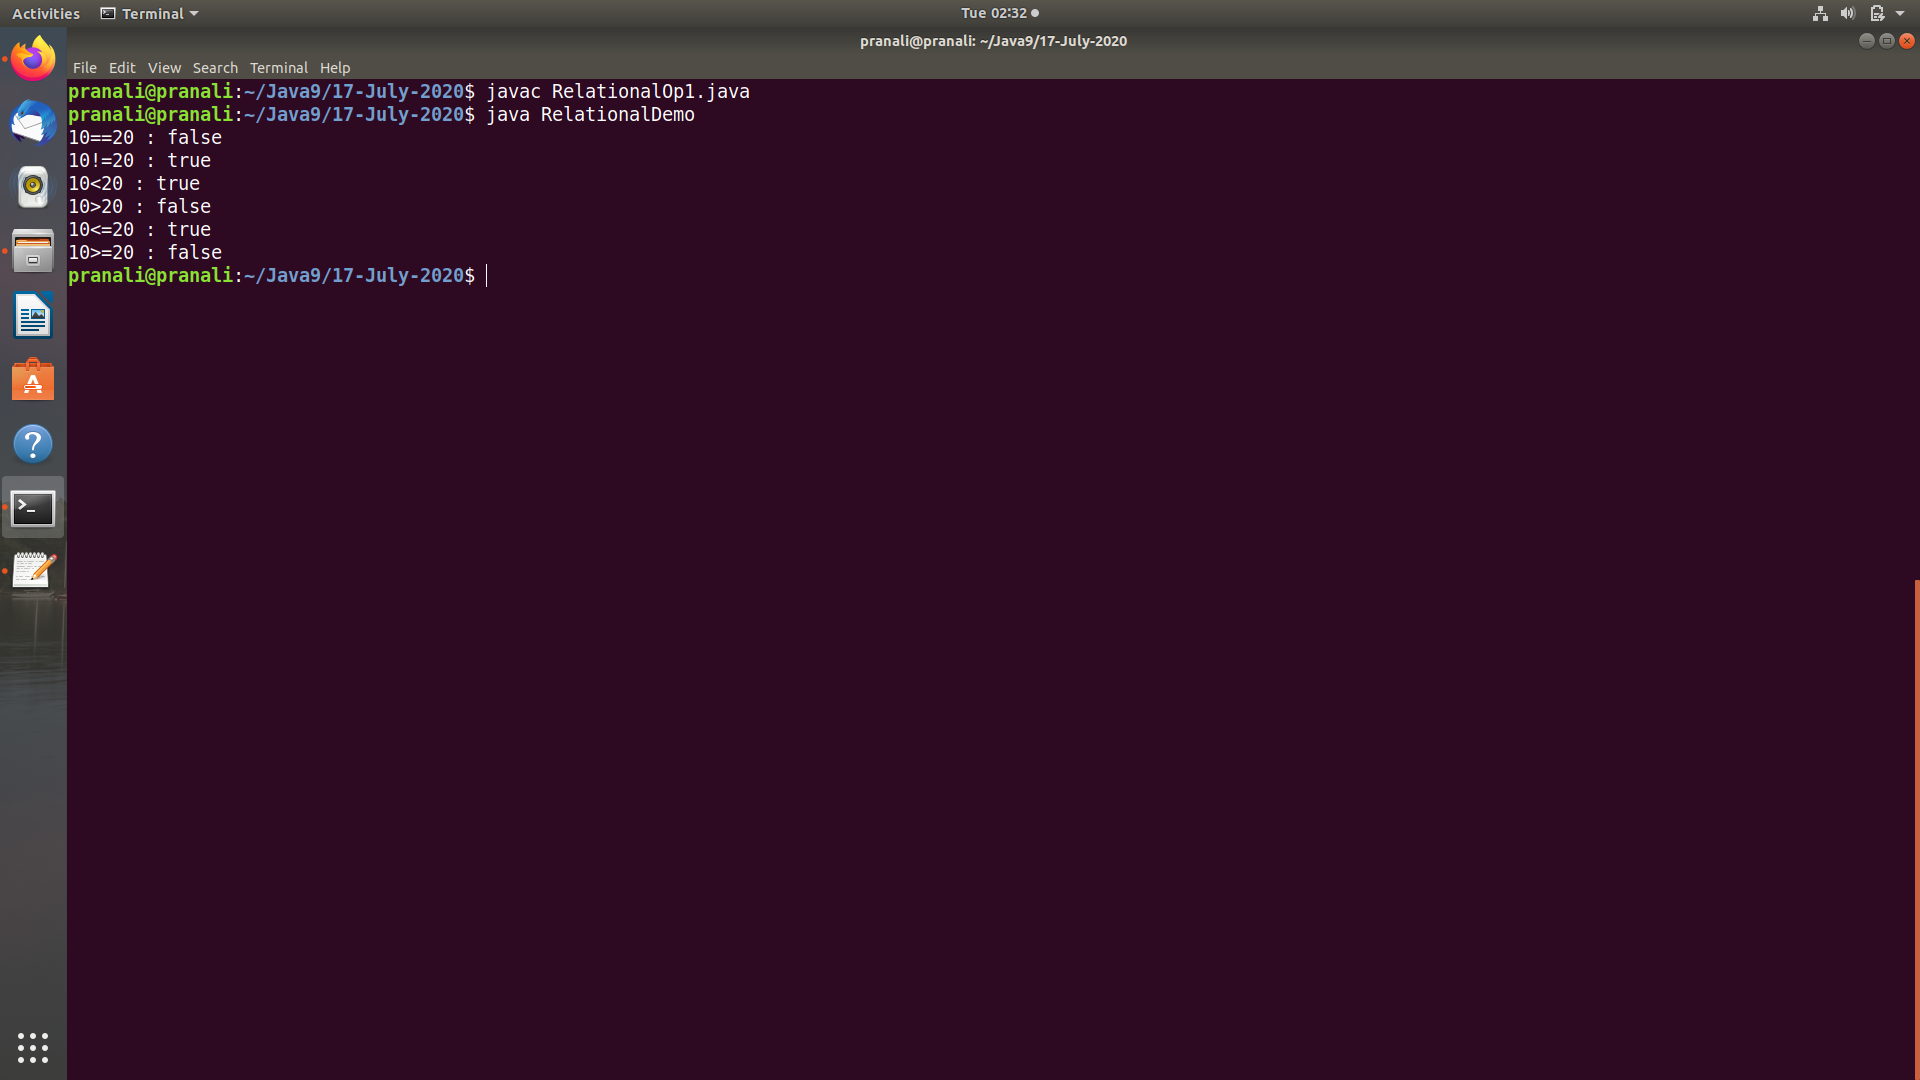 Activities Terminal Tue 02:32
pranali@pranali: ~/Java9/17-July-2020
File Edit View Search Terminal Help
pranali@pranali:~/Java9/17-July-2020$ javac RelationalOp1.java
pranali@pranali:~/Java9/17-July-2020$ java RelationalDemo
10==20 : false
10!=20 : true
10<20 : true
10>20 : false
10<=20 : true
10>=20 : false
pranali@pranali:~/Java9/17-July-2020$